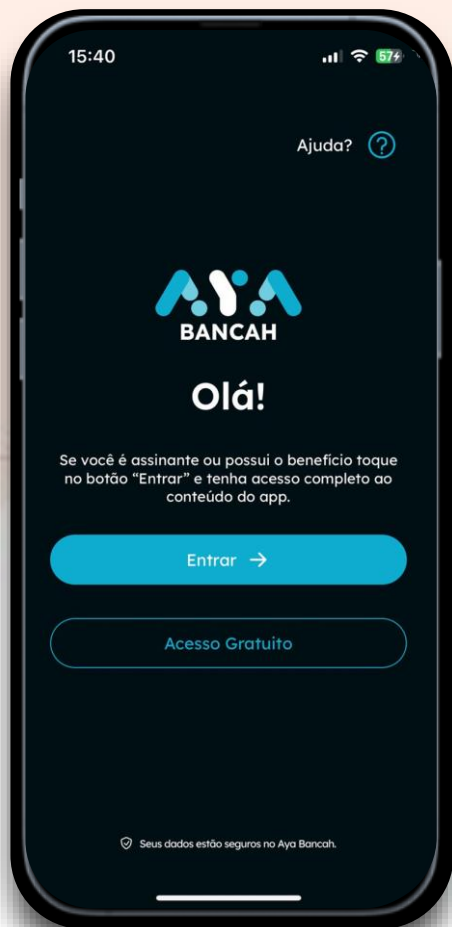 15:40
57
Ajuda? ?
AYA
BANCAH
Olá!
Se você é assinante ou possui o benefício toque
no botão “Entrar” e tenha acesso completo ao
conteúdo do app.
Entrar →
Acesso Gratuito
Seus dados estão seguros no Aya Bancah.